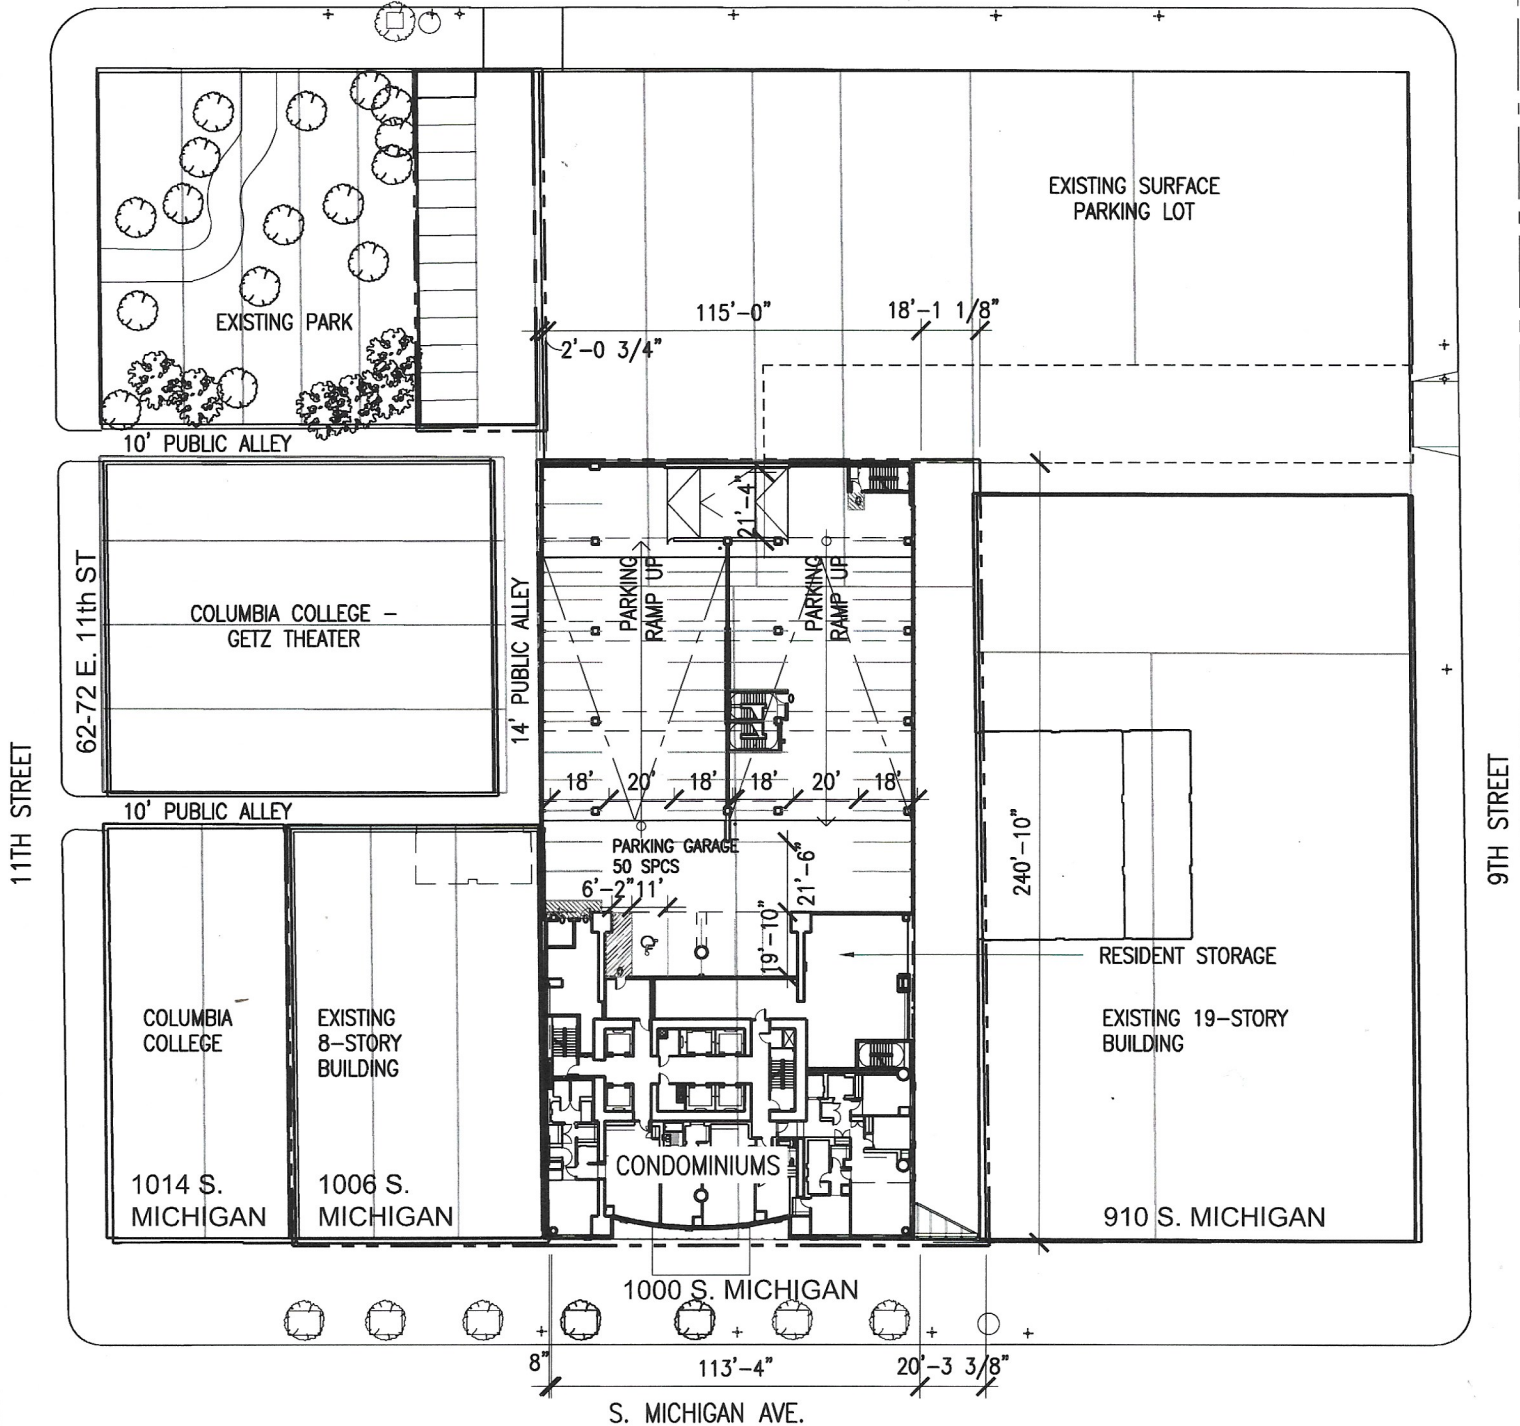 EXISTING SURFACE
PARKING LOT
115'-0"
18'-1 1/8"
2'-0 3/4"
EXISTING PARK
10' PUBLIC ALLEY
21'-4"
PARKING
RAMP UP
PARKING
RAMP UP
62-72 E. 11th ST
COLUMBIA COLLEGE -
GETZ THEATER
14' PUBLIC ALLEY
18'
20'
18'
18'
20'
18'
11TH STREET
9TH STREET
10' PUBLIC ALLEY
PARKING GARAGE
50 SPCS
6'-2"
11'
21'-6"
19'-10"
240'-10"
RESIDENT STORAGE
COLUMBIA
COLLEGE
EXISTING
8-STORY
BUILDING
EXISTING 19-STORY
BUILDING
CONDOMINIUMS
1014 S.
MICHIGAN
1006 S.
MICHIGAN
910 S. MICHIGAN
1000 S. MICHIGAN
8"
113'-4"
20'-3 3/8"
S. MICHIGAN AVE.